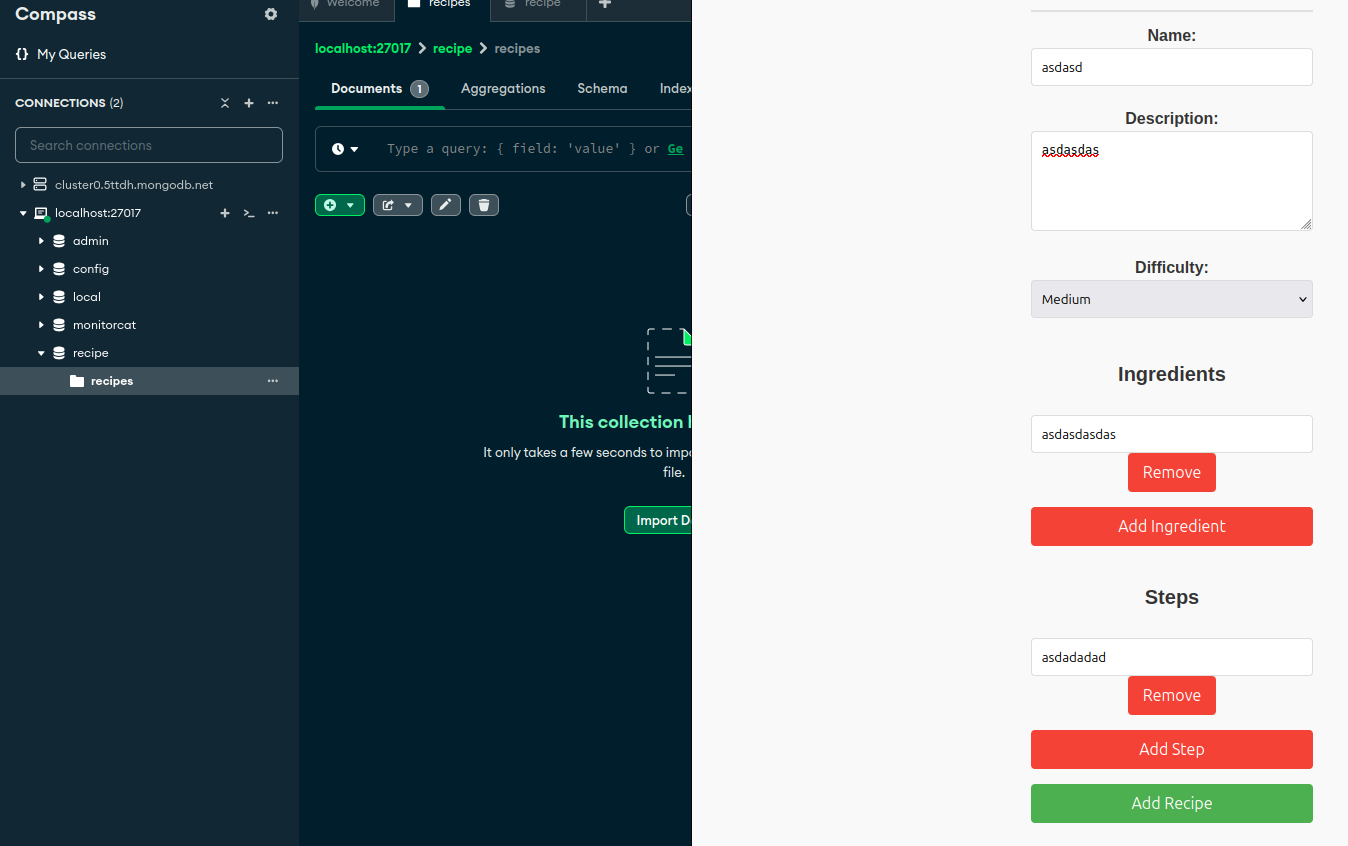 Compass
My Queries
CONNECTIONS (2)
Search connections
cluster0.5ttdh.mongodb.net
localhost:27017
admin
config
local
monitorcat
recipe
recipes
Welcome
recipes
recipe
localhost:27017 > recipe > recipes
Documents 1 Aggregations Schema Index
Type a query: { field: 'value' } or Ge
This collection
It only takes a few seconds to impo
file.
Import D
Name:
asdasd
Description:
asdasdas
Difficulty:
Medium
Ingredients
asdasdasdas
Remove
Add Ingredient
Steps
asdadadad
Remove
Add Step
Add Recipe